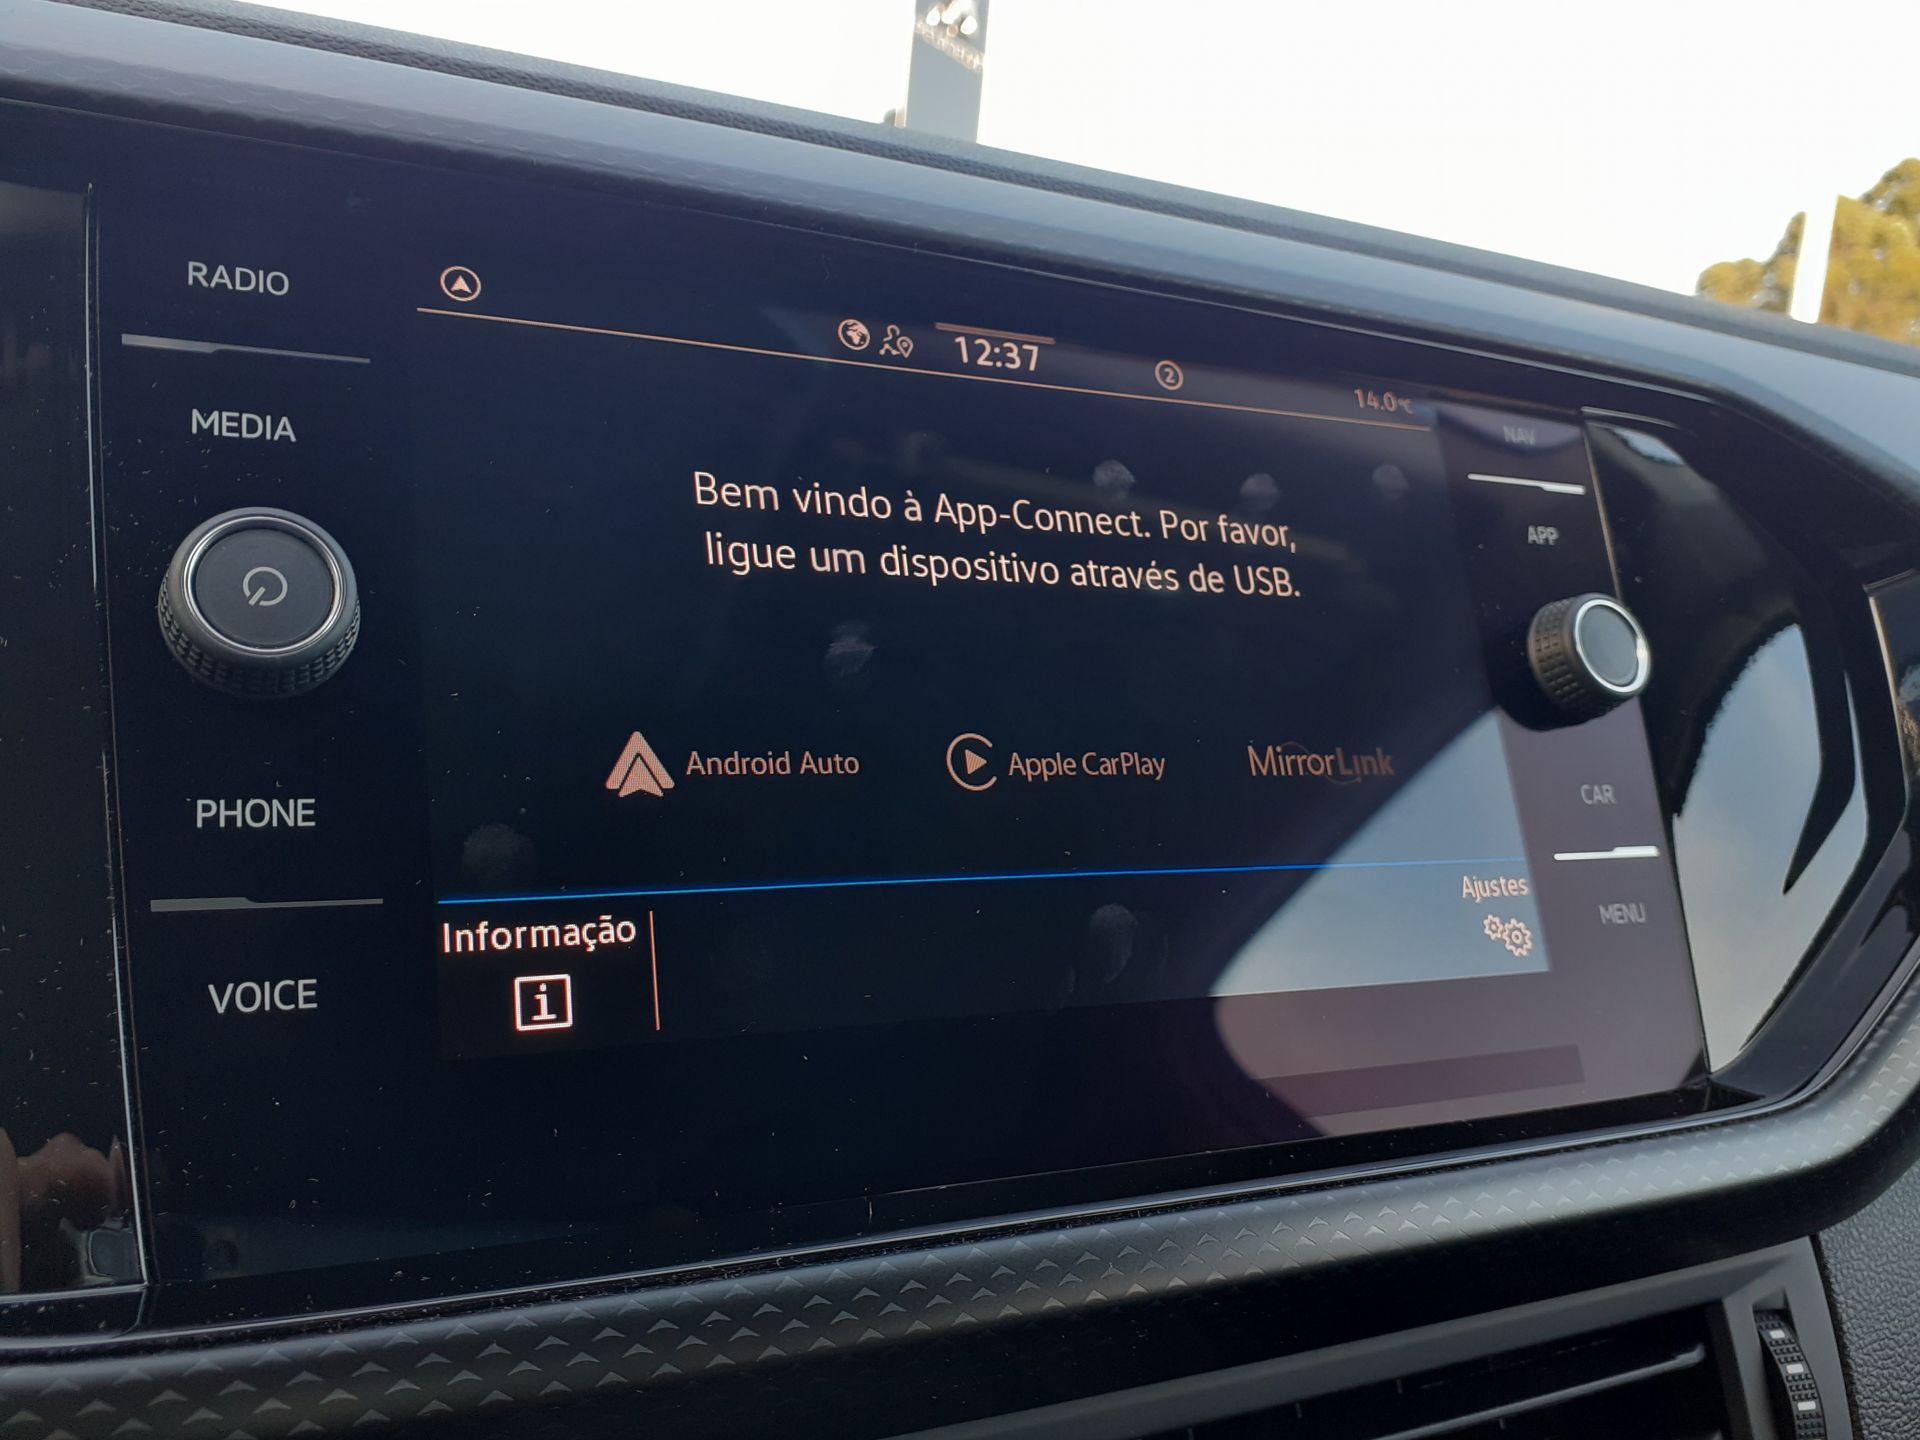 RADIO
MEDIA
PHONE
VOICE
12:37
2
14.0°C
Bem vindo à App-Connect. Por favor,
ligue um dispositivo através de USB.
Android Auto
Apple CarPlay
MirrorLink
Informação
i
Ajustes
NAV
APP
CAR
MENU